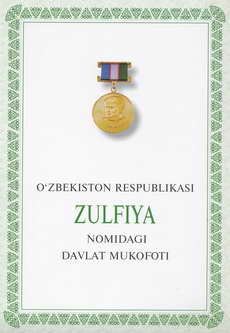 O‘ZBEKISTON RESPUBLIKASI
ZULFIYA
NOMIDAGI
DAVLAT MUKOFOTI